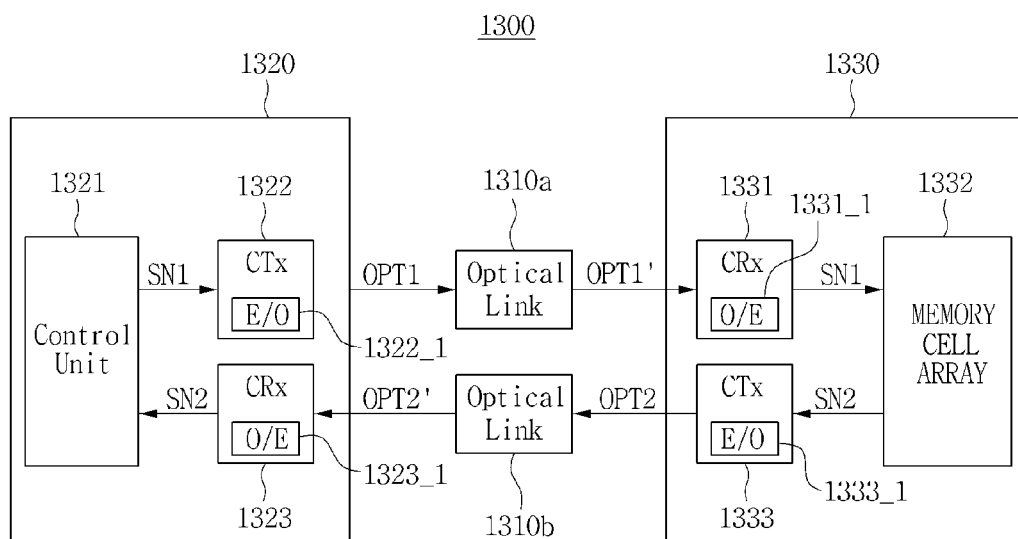 1300
1320
1330
1321
1322
1310a
1331
1331_1
1332
Control
Unit
SN1
CTx
E/O
1322_1
OPT1
Optical
Link
OPT1'
CRx
O/E
SN1
MEMORY
CELL
ARRAY
SN2
CRx
O/E
1323_1
OPT2'
Optical
Link
OPT2
CTx
E/O
1333_1
SN2
1323
1310b
1333